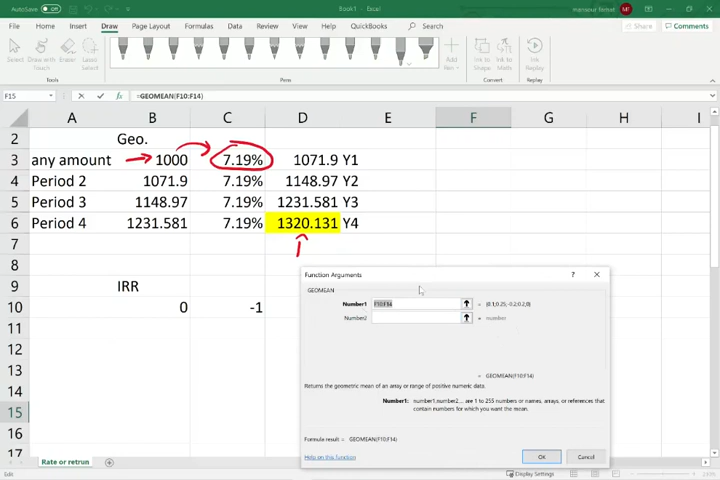 AutoSave Off Book1 - Excel mansour farhat MF
File Home Insert Draw Page Layout Formulas Data Review View Help QuickBooks Search Share Comments
Select Draw with Touch Eraser Lasso Select Add Pen Ink to Shape Ink to Math Ink Replay
Tools Pens Convert Replay
F15 fx =GEOMEAN(F10:F14)
A B C D E F G H I
2 Geo.
3 any amount 1000 7.19% 1071.9 Y1
4 Period 2 1071.9 7.19% 1148.97 Y2
5 Period 3 1148.97 7.19% 1231.581 Y3
6 Period 4 1231.581 7.19% 1320.131 Y4
7
8
9 IRR
10 0 -1
11
12
13
14
15
16
17
Function Arguments ? ×
GEOMEAN
Number1 F10:F14 = {0.1;0.25;-0.2;0.2;0}
Number2 = number
= GEOMEAN(F10:F14)
Returns the geometric mean of an array or range of positive numeric data.
Number1: number1,number2,... are 1 to 255 numbers or names, arrays, or references that
contain numbers for which you want the mean.
Formula result = GEOMEAN(F10:F14)
Help on this function OK Cancel
Rate or retrun
Edit Display Settings